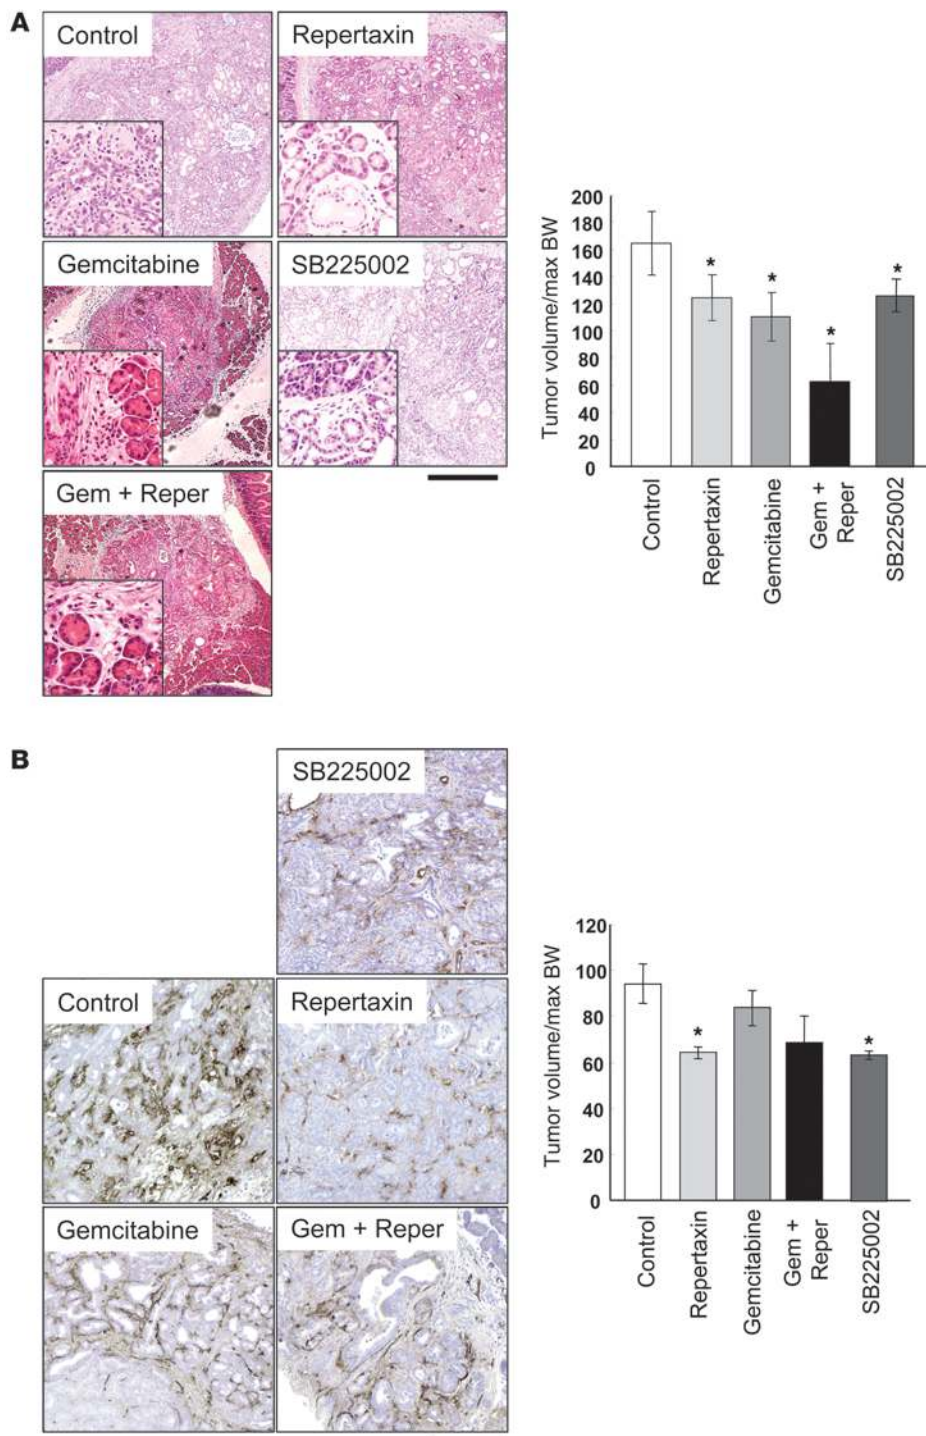 A
Control
Repertaxin
Gemcitabine
SB225002
Gem + Reper
Tumor volume/max BW
200
180
160
140
120
100
80
60
40
20
0
*
*
*
*
Control
Repertaxin
Gemcitabine
Gem +
Reper
SB225002
B
SB225002
Control
Repertaxin
Gemcitabine
Gem + Reper
Tumor volume/max BW
120
100
80
60
40
20
0
*
*
Control
Repertaxin
Gemcitabine
Gem +
Reper
SB225002